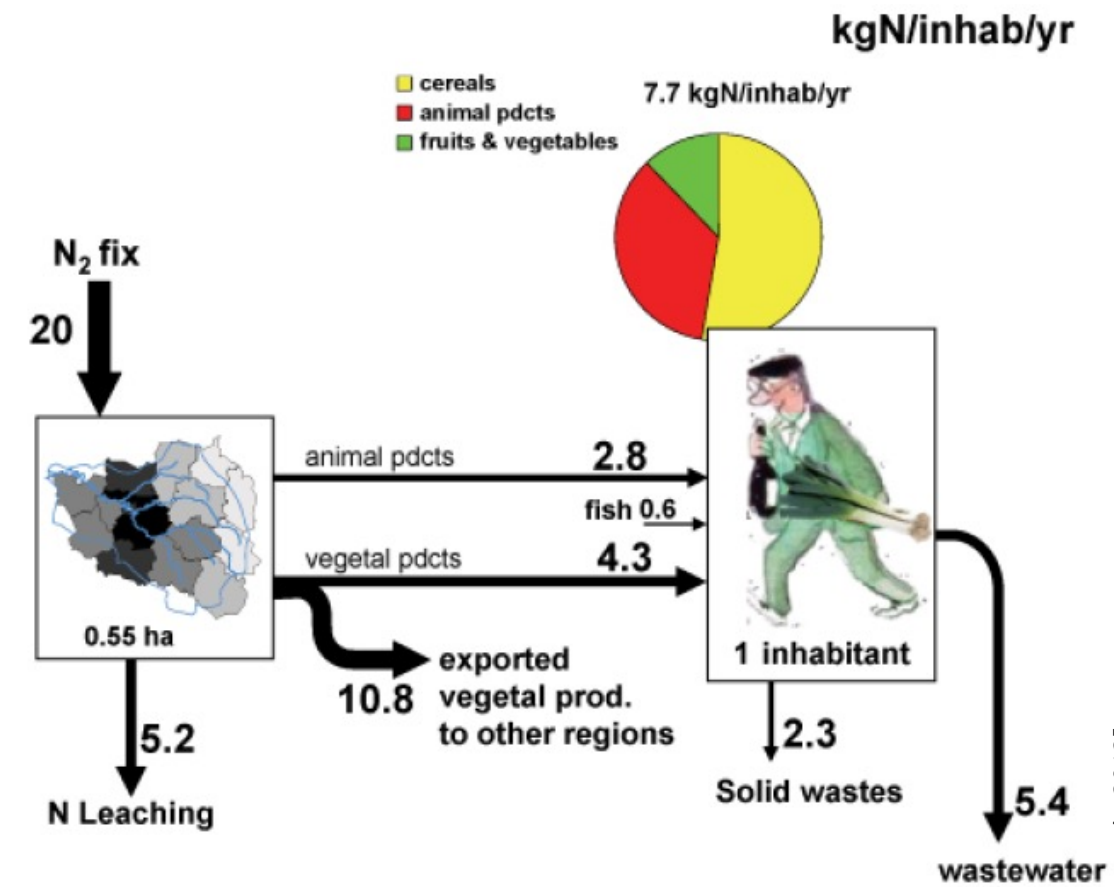 kgN/inhab/yr
cereals
animal pdcts
fruits & vegetables
7.7 kgN/inhab/yr
N₂ fix
20
animal pdcts 2.8
fish 0.6
vegetal pdcts 4.3
0.55 ha
1 inhabitant
exported
10.8 vegetal prod.
to other regions
5.2
N Leaching
2.3
Solid wastes
5.4
wastewater